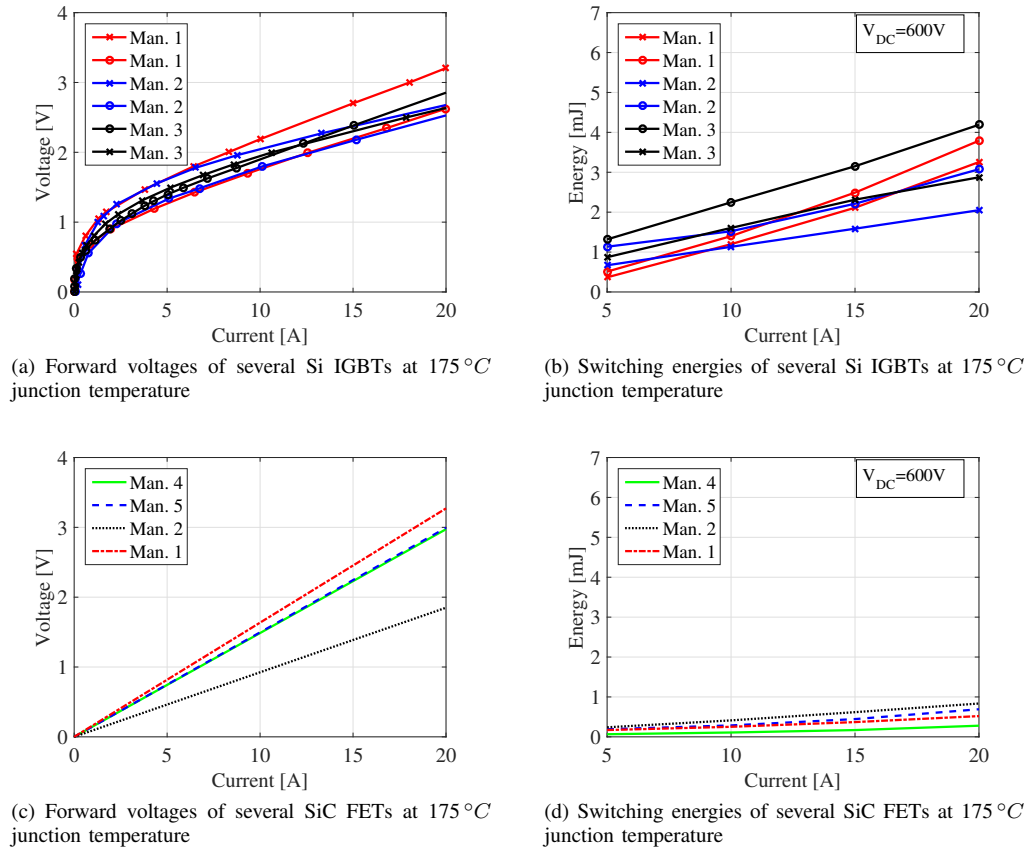 4
3
2
1
0
0
5
10
15
20
Voltage [V]
Current [A]
Man. 1
Man. 1
Man. 2
Man. 2
Man. 3
Man. 3
(a) Forward voltages of several Si IGBTs at 175 °C
junction temperature
7
6
5
4
3
2
1
0
5
10
15
20
Energy [mJ]
Current [A]
Man. 1
Man. 1
Man. 2
Man. 2
Man. 3
Man. 3
V_DC=600V
(b) Switching energies of several Si IGBTs at 175 °C
junction temperature
4
3
2
1
0
0
5
10
15
20
Voltage [V]
Current [A]
Man. 4
Man. 5
Man. 2
Man. 1
(c) Forward voltages of several SiC FETs at 175 °C
junction temperature
7
6
5
4
3
2
1
0
5
10
15
20
Energy [mJ]
Current [A]
Man. 4
Man. 5
Man. 2
Man. 1
V_DC=600V
(d) Switching energies of several SiC FETs at 175 °C
junction temperature